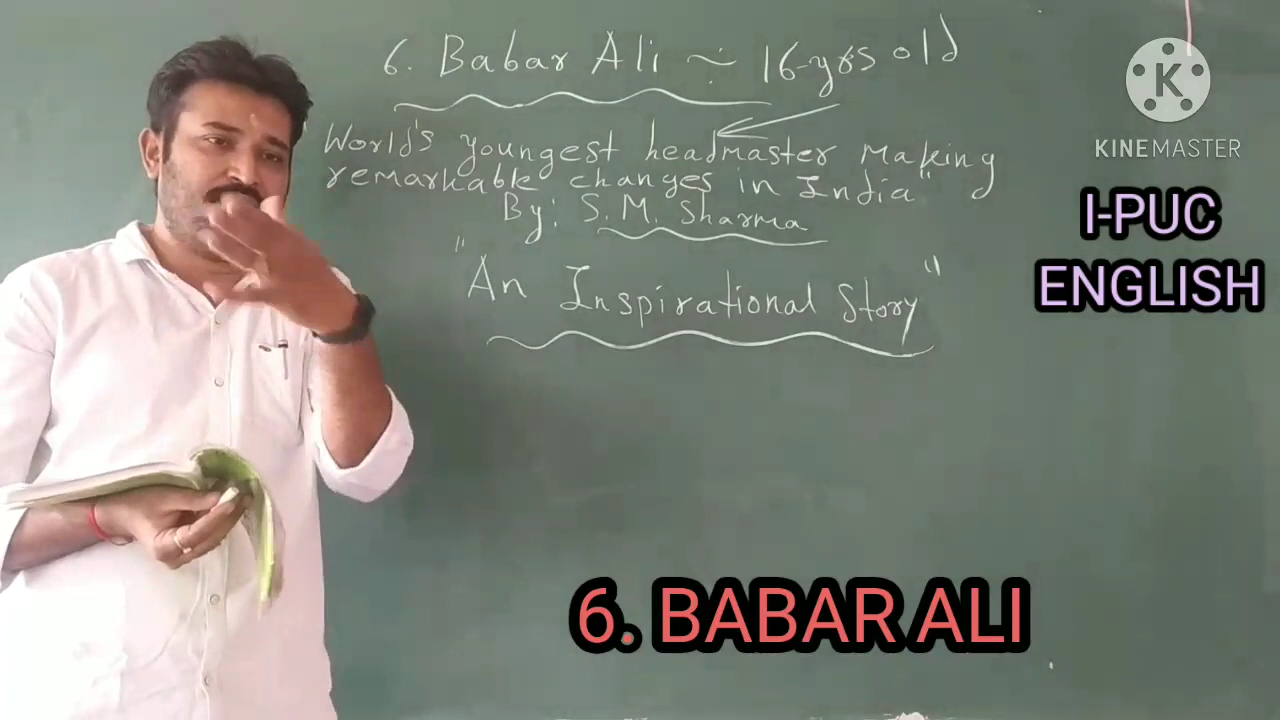 6. Babar Ali ~ 16-yrs old
World's youngest headmaster making
remarkable changes in India"
By: S. M. Sharma
"An Inspirational Story"
K
KINEMASTER
I-PUC
ENGLISH
6. BABAR ALI